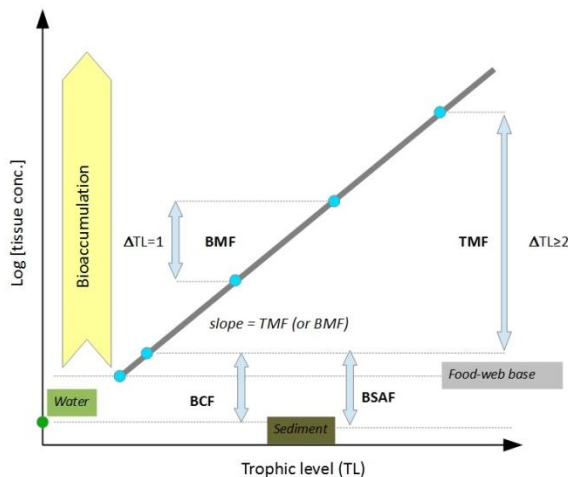 Log [tissue conc.]
Bioaccumulation
ΔTL=1
BMF
TMF
ΔTL≥2
slope = TMF (or BMF)
Food-web base
Water
BCF
BSAF
Sediment
Trophic level (TL)